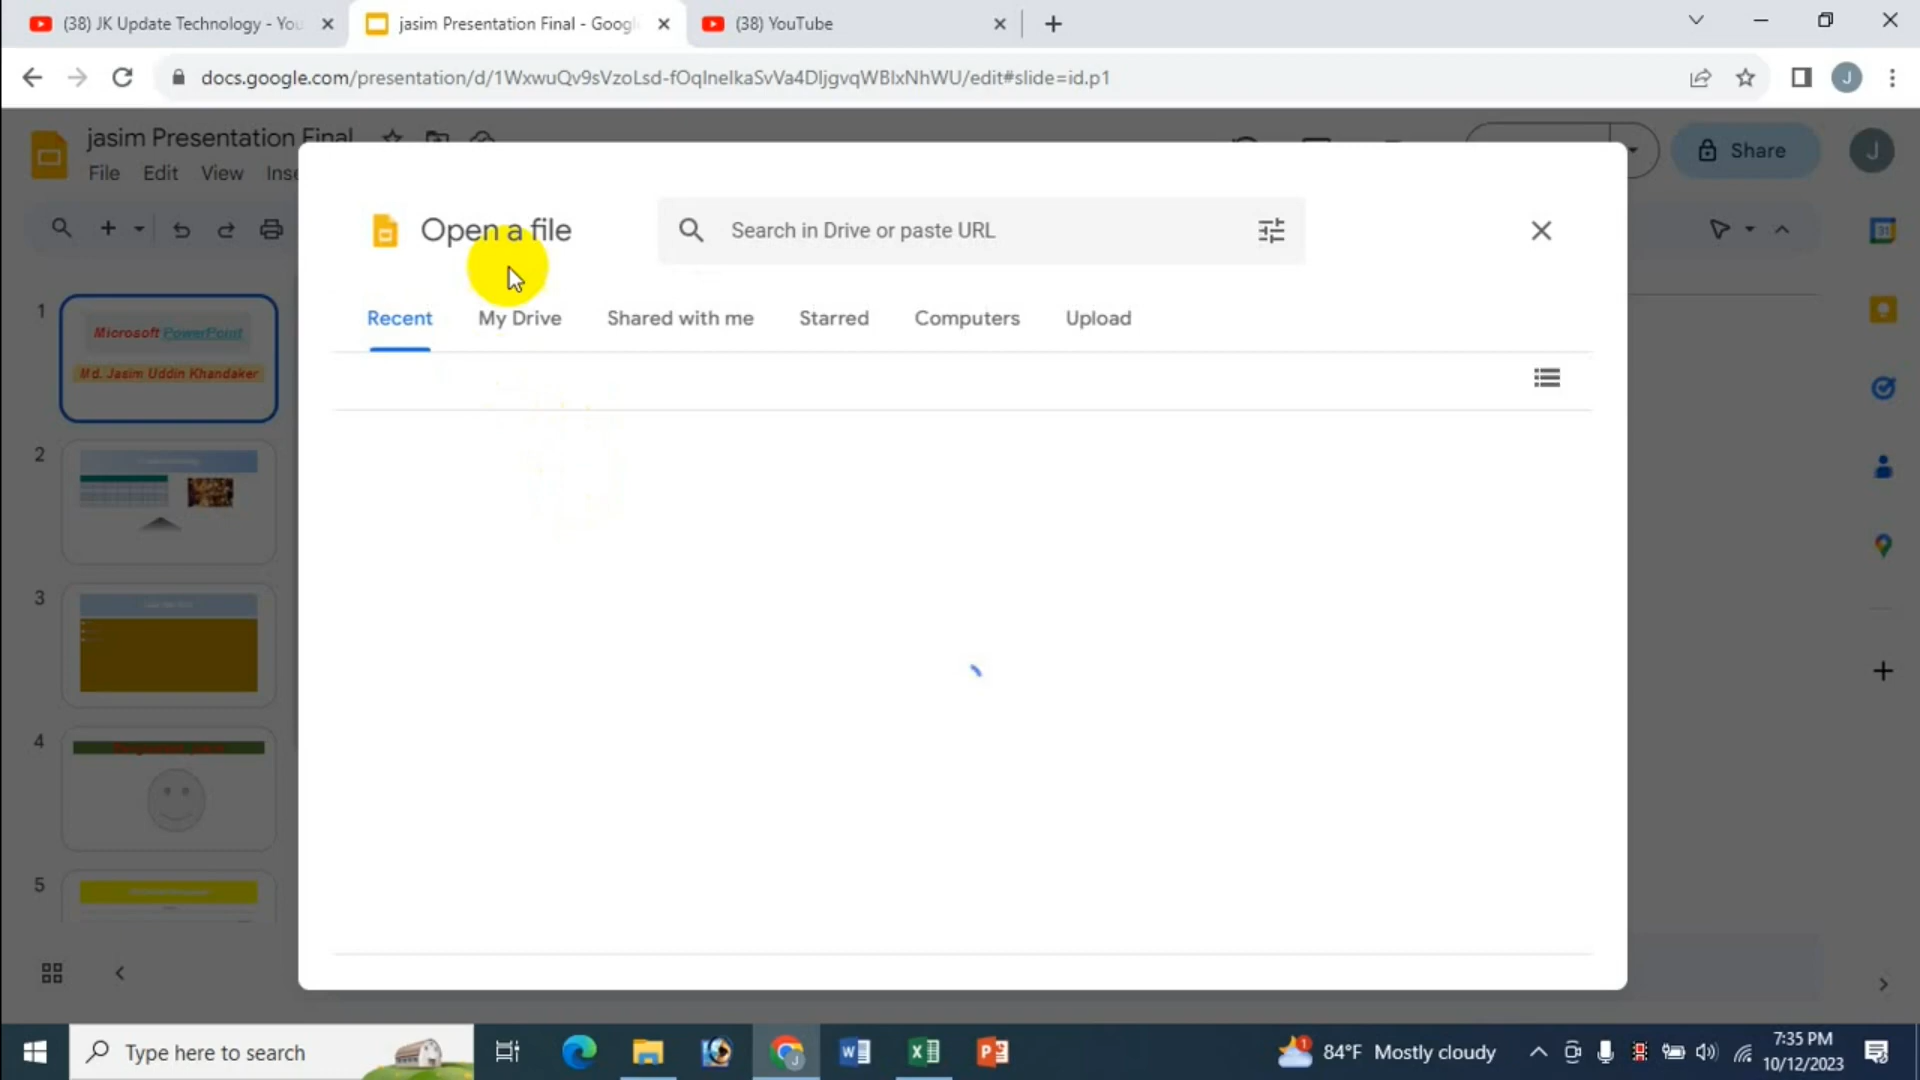 (38) JK Update Technology - You
jasim Presentation Final - Googl
(38) YouTube
docs.google.com/presentation/d/1WxwuQv9sVzoLsd-fOqlnelkaSvVa4DljgvqWBlxNhWU/edit#slide=id.p1
J
jasim Presentation Final
File Edit View Inse
Share
J
Open a file
Search in Drive or paste URL
Recent
My Drive
Shared with me
Starred
Computers
Upload
1
Microsoft PowerPoint
Md. Jasim Uddin Khandaker
2
3
4
5
Type here to search
84°F Mostly cloudy
7:35 PM
10/12/2023